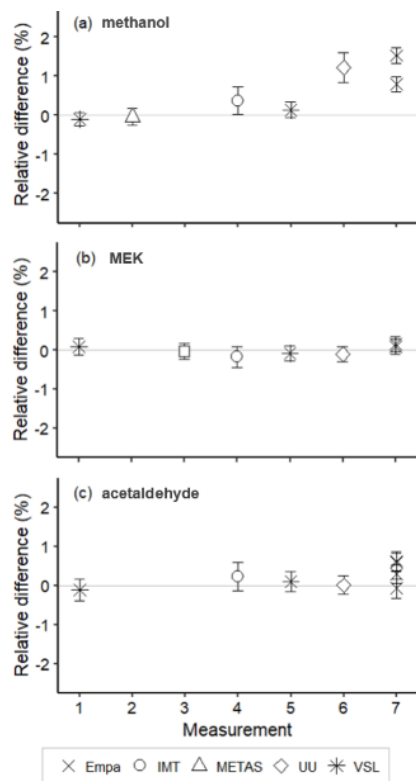 (a) methanol
Relative difference (%)
2
1
0
-1
-2
(b) MEK
Relative difference (%)
2
1
0
-1
-2
(c) acetaldehyde
Relative difference (%)
2
1
0
-1
-2
1 2 3 4 5 6 7
Measurement
Empa IMT METAS UU VSL